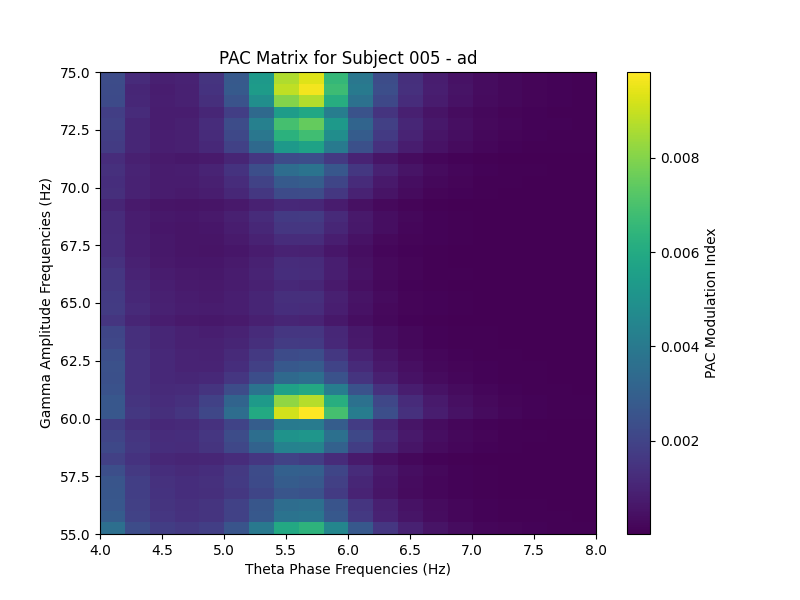 PAC Matrix for Subject 005 - ad
75.0
72.5
70.0
67.5
65.0
62.5
60.0
57.5
55.0
Gamma Amplitude Frequencies (Hz)
4.0 4.5 5.0 5.5 6.0 6.5 7.0 7.5 8.0
Theta Phase Frequencies (Hz)
0.008
0.006
0.004
0.002
PAC Modulation Index